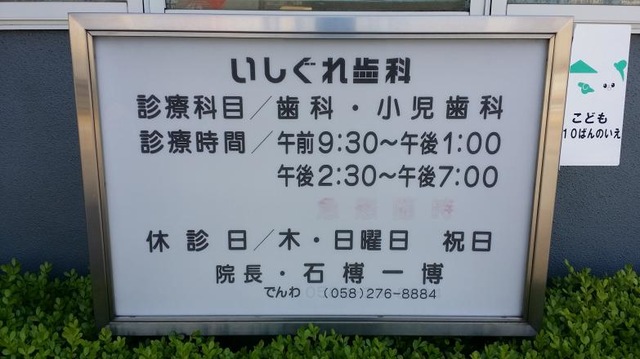 いしぐれ歯科
診療科目／歯科・小児歯科
診療時間／午前9:30～午後1:00
午後2:30～午後7:00
休診日／木・日曜日 祝日
院長・石榑一博
でんわ (058)276-8884
こども
110ばんのいえ